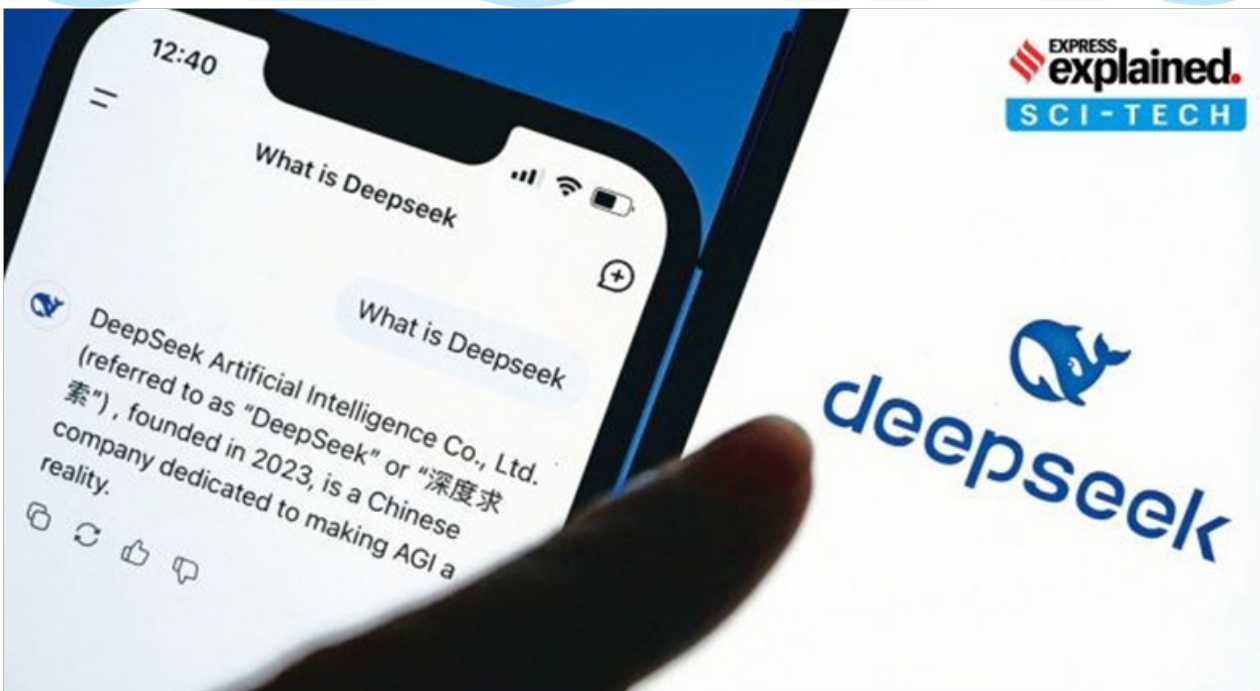 12:40
What is Deepseek
What is Deepseek
DeepSeek Artificial Intelligence Co., Ltd.
(referred to as "DeepSeek" or "深度求
索"), founded in 2023, is a Chinese
company dedicated to making AGI a
reality.
EXPRESS
explained.
SCI-TECH
deepseek